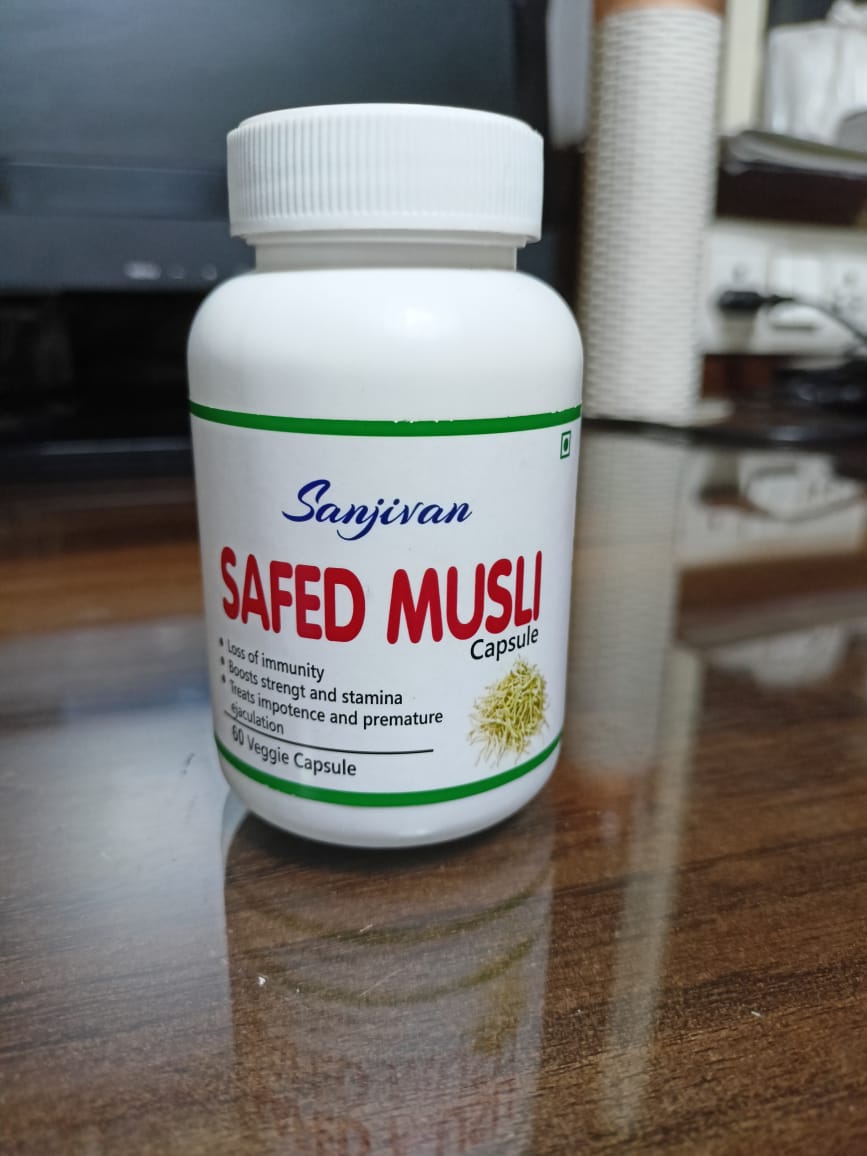 Sanjivan
SAFED MUSLI
Capsule
• Loss of immunity
• Boosts strengt and stamina
• Treats impotence and premature
ejaculation
60 Veggie Capsule